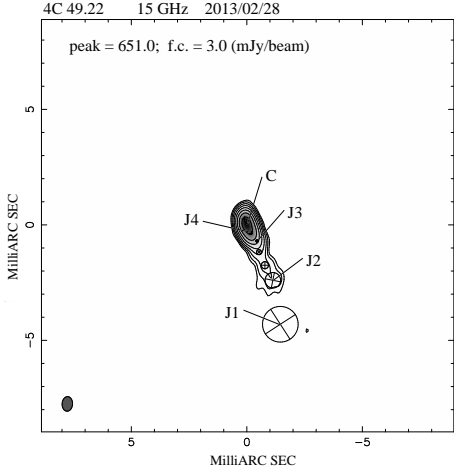 4C 49.22 15 GHz 2013/02/28
peak = 651.0; f.c. = 3.0 (mJy/beam)
5
C
J4
J3
0
J2
J1
−5
5 0 −5
MilliARC SEC
MilliARC SEC